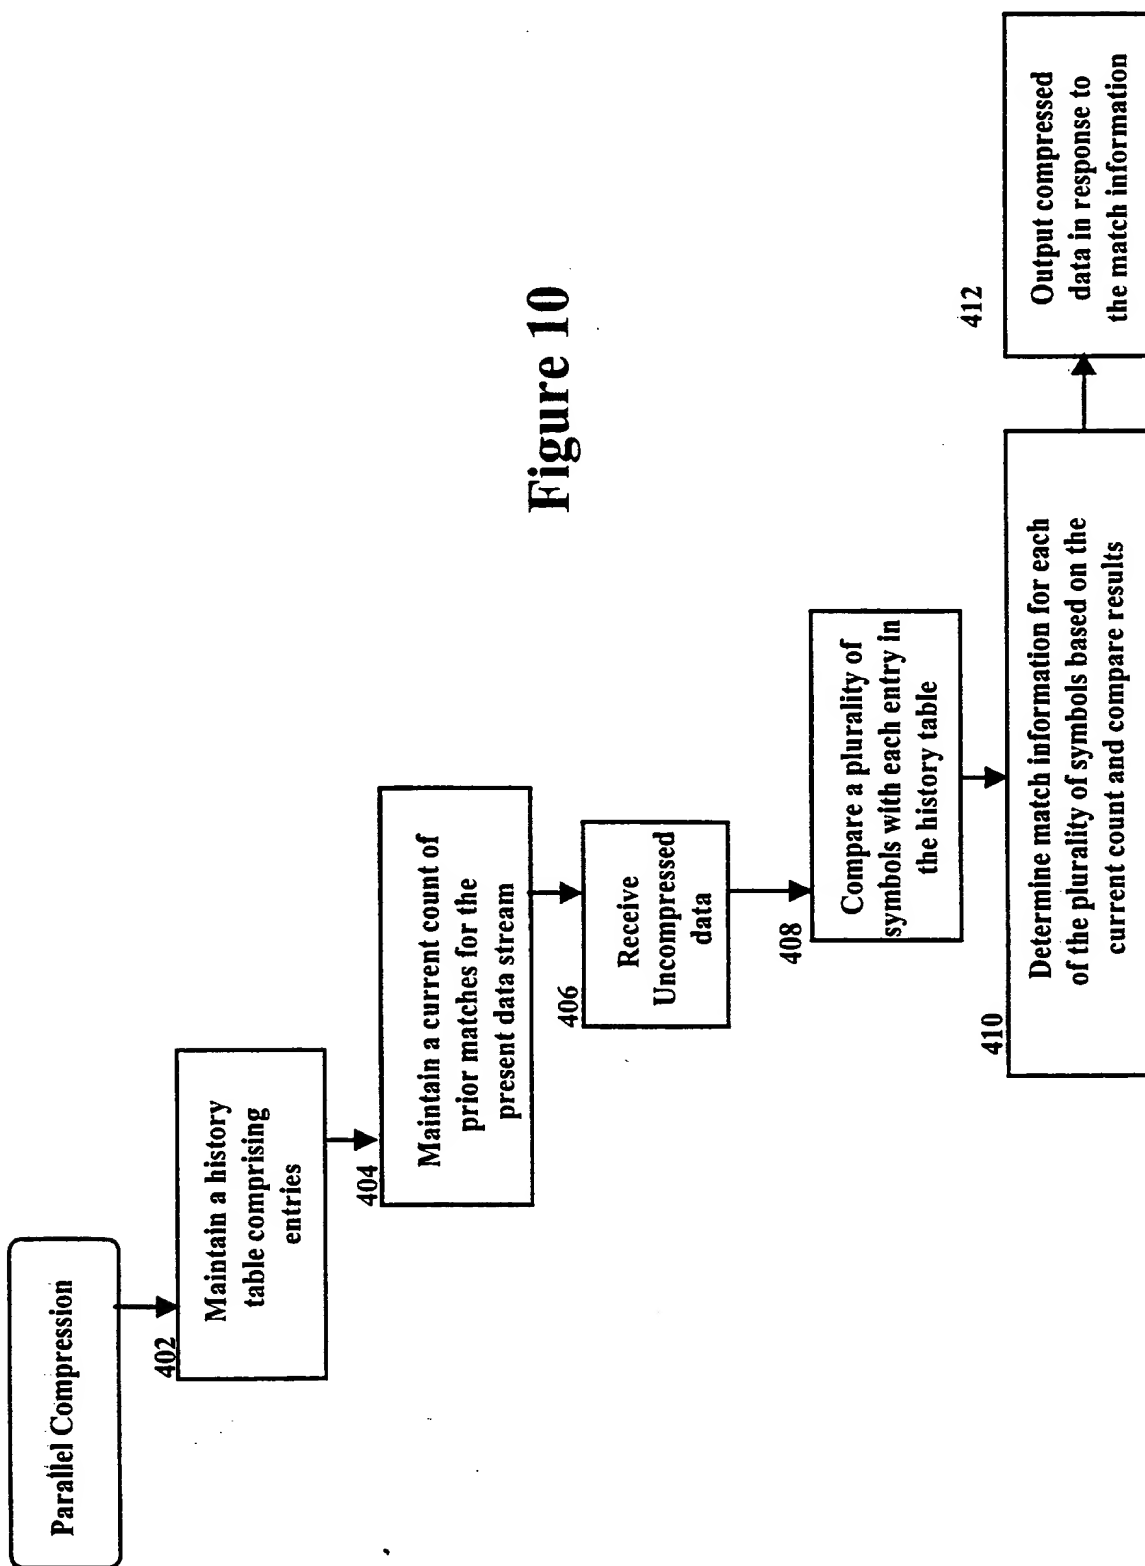 Parallel Compression
402
Maintain a history
table comprising
entries
404
Maintain a current count of
prior matches for the
present data stream
406
Receive
Uncompressed
data
408
Compare a plurality of
symbols with each entry in
the history table
410
Determine match information for each
of the plurality of symbols based on the
current count and compare results
412
Output compressed
data in response to
the match information
Figure 10